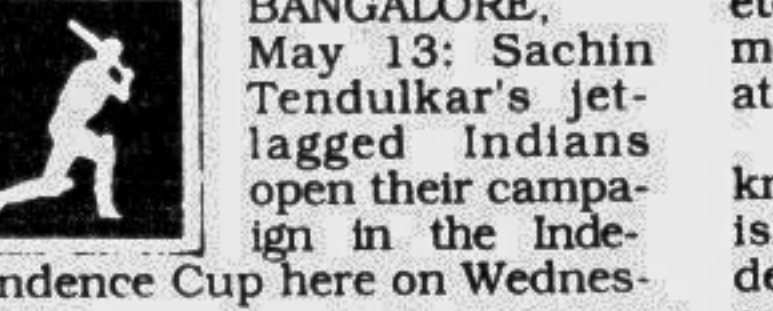 BANGALORE,
May 13: Sachin
Tendulkar's jet-
lagged Indians
open their campa-
ign in the Inde-
ndence Cup here on Wednes-